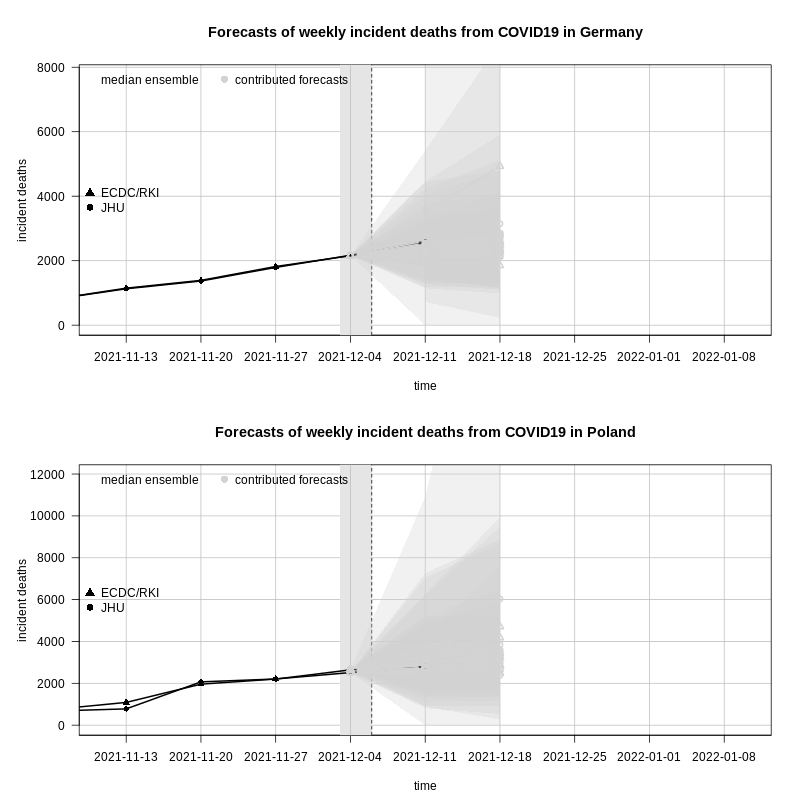 Forecasts of weekly incident deaths from COVID19 in Germany
8000
median ensemble contributed forecasts
6000
incident deaths
ECDC/RKI
4000
JHU
2000
0
2021-11-13 2021-11-20 2021-11-27 2021-12-04 2021-12-11 2021-12-18 2021-12-25 2022-01-01 2022-01-08
time
Forecasts of weekly incident deaths from COVID19 in Poland
12000
median ensemble contributed forecasts
10000
8000
incident deaths
6000
ECDC/RKI
JHU
4000
2000
0
2021-11-13 2021-11-20 2021-11-27 2021-12-04 2021-12-11 2021-12-18 2021-12-25 2022-01-01 2022-01-08
time